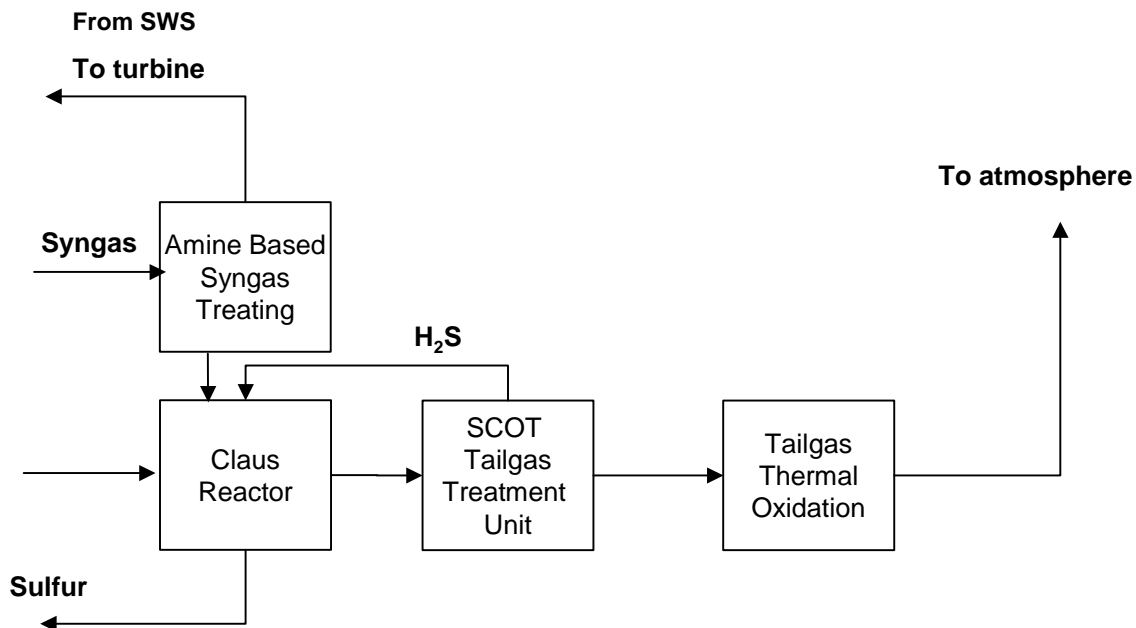 From SWS
To turbine
To atmosphere
Syngas
Amine Based
Syngas
Treating
H₂S
Claus
Reactor
SCOT
Tailgas
Treatment
Unit
Tailgas
Thermal
Oxidation
Sulfur